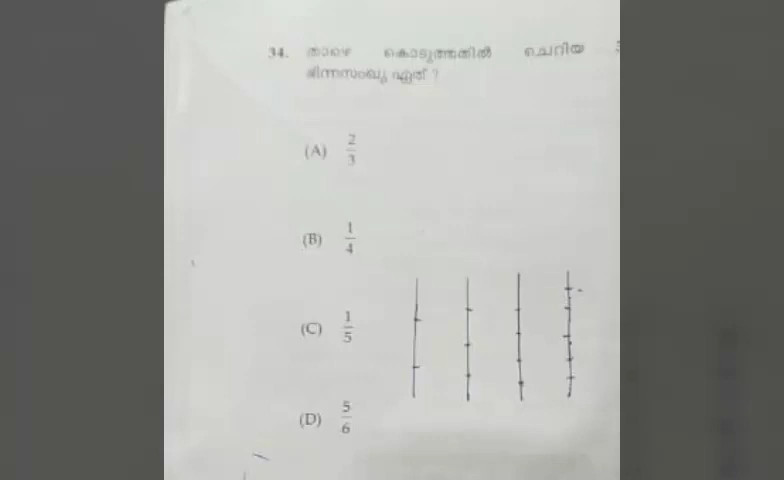 34. താഴെ കൊടുത്തതിൽ ചെറിയ
ഭിന്നസംഖ്യ ഏത് ?
(A) 2/3
(B) 1/4
(C) 1/5
(D) 5/6